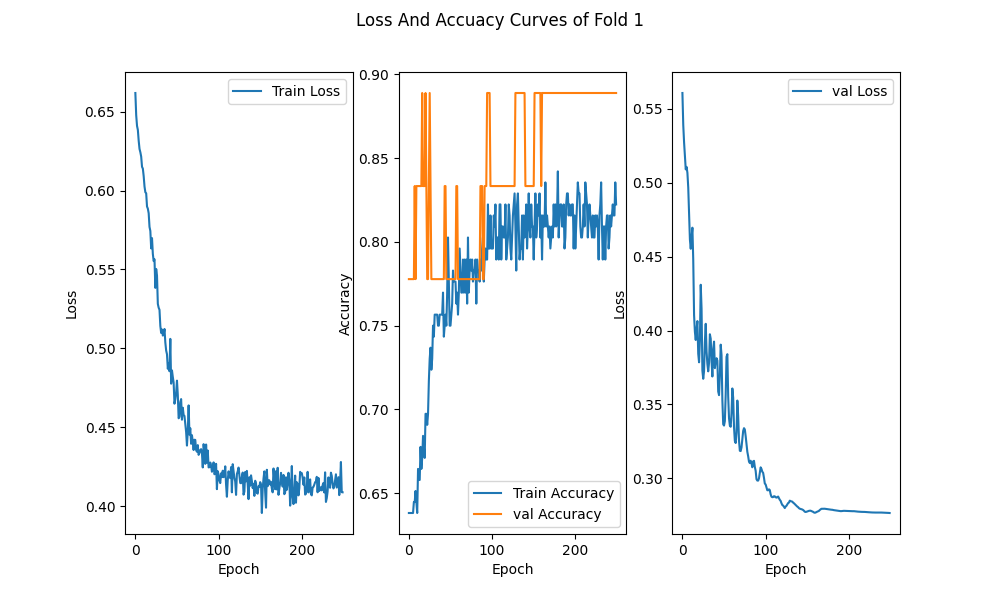 Loss And Accuacy Curves of Fold 1
Train Loss
0.65
0.60
0.55
0.50
0.45
0.40
Loss
0 100 200
Epoch
0.90
0.85
0.80
0.75
0.70
0.65
Accuracy
Train Accuracy
val Accuracy
0 100 200
Epoch
val Loss
0.55
0.50
0.45
0.40
0.35
0.30
Loss
0 100 200
Epoch